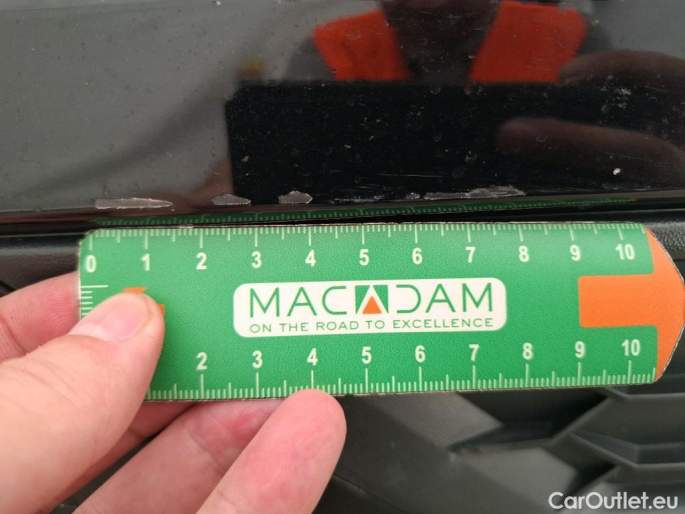 0 1 2 3 4 5 6 7 8 9 10
MACADAM
ON THE ROAD TO EXCELLENCE
2 3 4 5 6 7 8 9 10
CarOutlet.eu